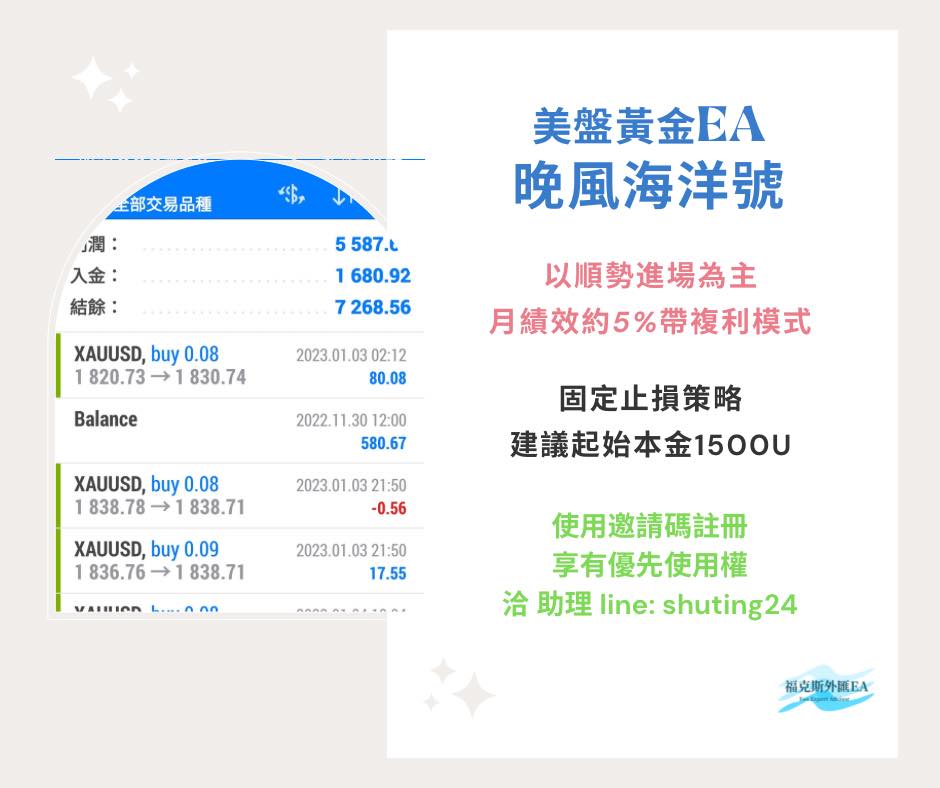 全部交易品種
潤：
5 587.
入金：
1 680.92
結餘：
7 268.56
XAUUSD, buy 0.08
2023.01.03 02:12
1 820.73 → 1 830.74
80.08
Balance
2022.11.30 12:00
580.67
XAUUSD, buy 0.08
2023.01.03 21:50
1 838.78 → 1 838.71
-0.56
XAUUSD, buy 0.09
2023.01.03 21:50
1 836.76 → 1 838.71
17.55
XAUUSD, buy 0.08
美盤黃金EA
晚風海洋號
以順勢進場為主
月績效約5%帶複利模式
固定止損策略
建議起始本金1500U
使用邀請碼註冊
享有優先使用權
洽 助理 line: shuting24
福克斯外匯EA